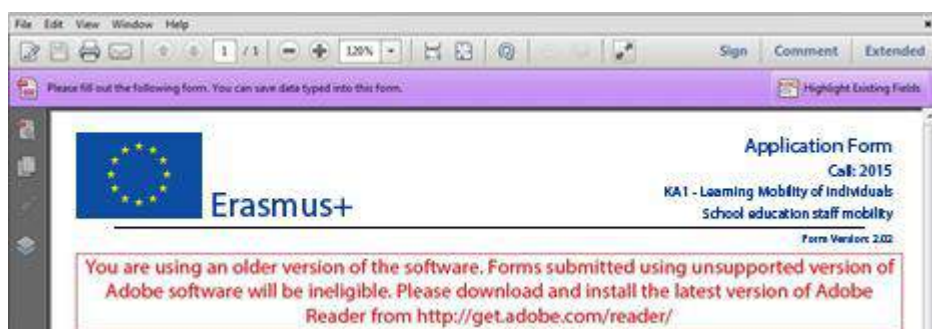 File Edit View Window Help
1 / 1 120% Sign Comment Extended
Please fill out the following form. You can save data typed into this form. Highlight Existing Fields
Application Form
Call: 2015
Erasmus+
KA1 - Learning Mobility of Individuals
School education staff mobility
Form Version: 2.02
You are using an older version of the software. Forms submitted using unsupported version of
Adobe software will be ineligible. Please download and install the latest version of Adobe
Reader from http://get.adobe.com/reader/